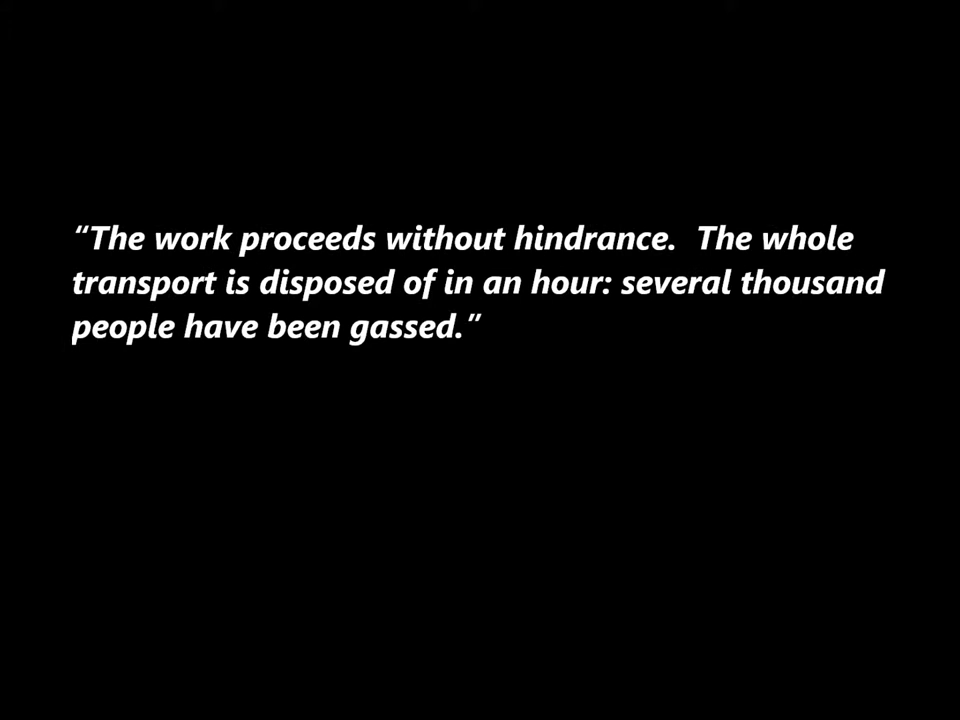 “The work proceeds without hindrance.  The whole
transport is disposed of in an hour: several thousand
people have been gassed.”